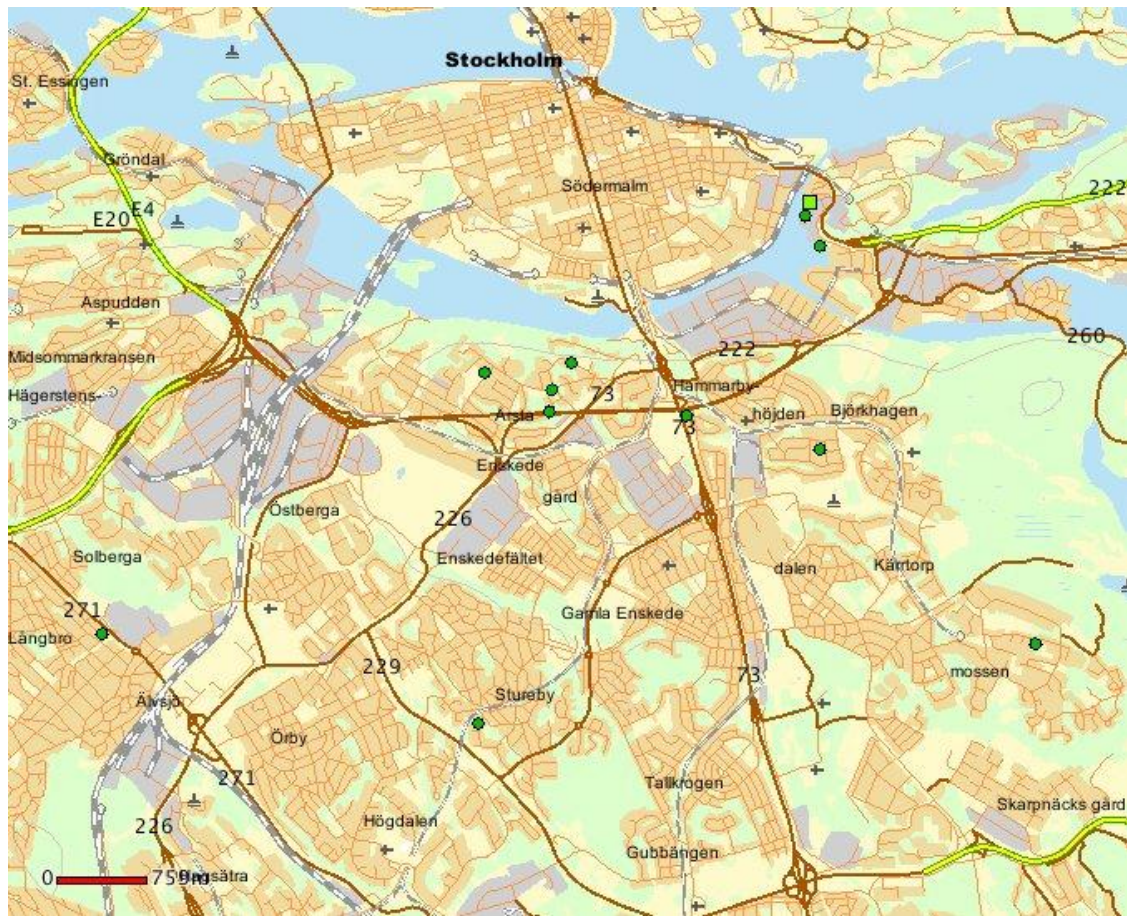 Stockholm
St. Essingen
Gröndal
Södermalm
222
E20
E4
Aspudden
Midsommarkransen
222
260
Hägerstens-
73
Hammarby-
Årsta
höjden
Björkhagen
73
Enskede
gård
Östberga
226
Solberga
Enskedefältet
dalen
Kärrtorp
271
Gamla Enskede
Långbro
229
mossen
73
Stureby
Älvsjö
Örby
271
Tallkrogen
Skarpnäcks gård
226
Högdalen
Gubbängen
0
759m
Hagsätra